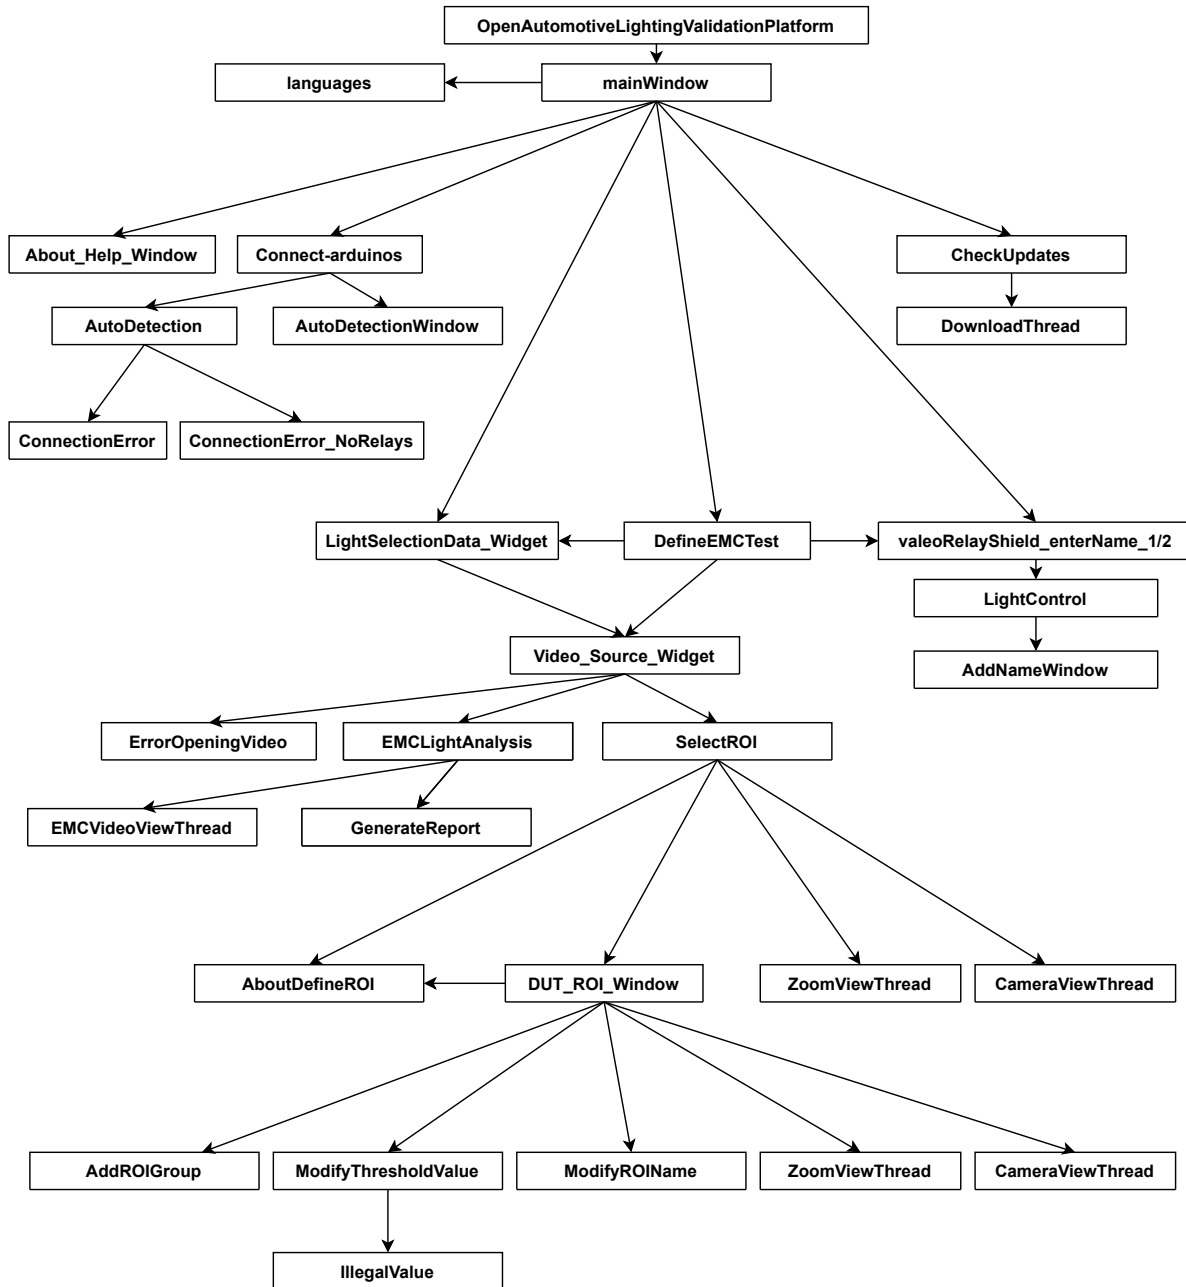 OpenAutomotiveLightingValidationPlatform
languages
mainWindow
About_Help_Window
Connect-arduinos
CheckUpdates
AutoDetection
AutoDetectionWindow
DownloadThread
ConnectionError
ConnectionError_NoRelays
LightSelectionData_Widget
DefineEMCTest
valeoRelayShield_enterName_1/2
LightControl
Video_Source_Widget
AddNameWindow
ErrorOpeningVideo
EMCLightAnalysis
SelectROI
EMCVideoViewThread
GenerateReport
AboutDefineROI
DUT_ROI_Window
ZoomViewThread
CameraViewThread
AddROIGroup
ModifyThresholdValue
ModifyROIName
ZoomViewThread
CameraViewThread
IllegalValue